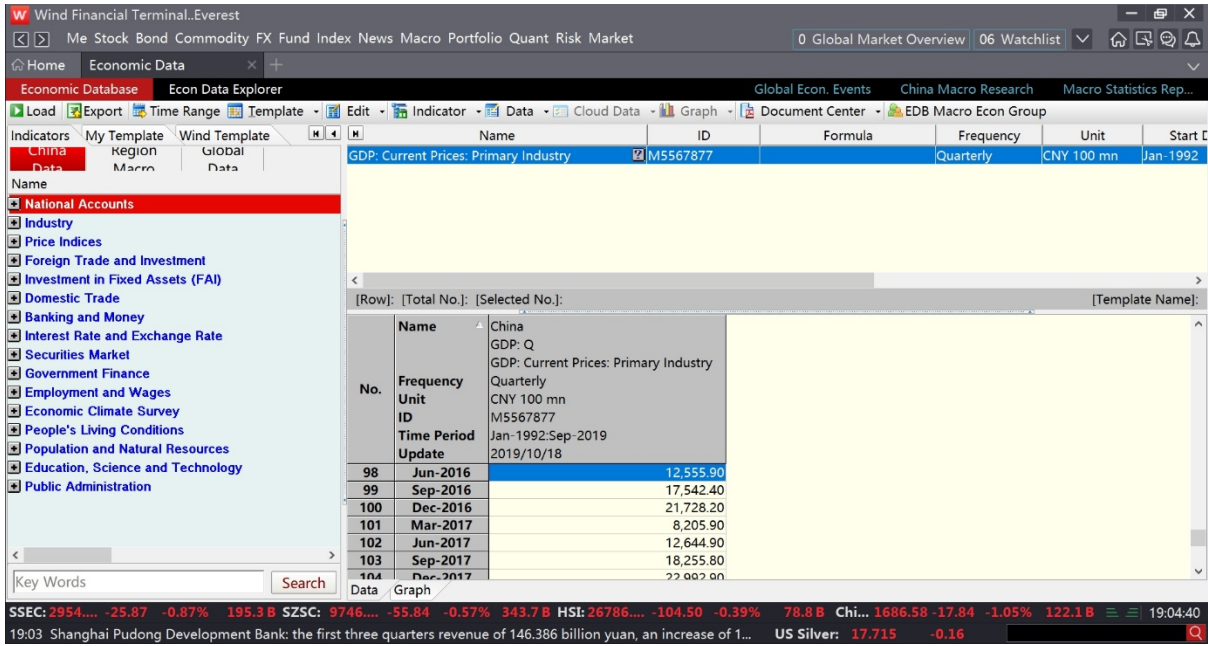 W Wind Financial Terminal..Everest
Me Stock Bond Commodity FX Fund Index News Macro Portfolio Quant Risk Market 0 Global Market Overview 06 Watchlist
Home Economic Data × +
Economic Database Econ Data Explorer Global Econ. Events China Macro Research Macro Statistics Rep...
Load Export Time Range Template Edit Indicator Data Cloud Data Graph Document Center EDB Macro Econ Group
Indicators My Template Wind Template
China Data Region Macro Global Data
Name
National Accounts
Industry
Price Indices
Foreign Trade and Investment
Investment in Fixed Assets (FAI)
Domestic Trade
Banking and Money
Interest Rate and Exchange Rate
Securities Market
Government Finance
Employment and Wages
Economic Climate Survey
People's Living Conditions
Population and Natural Resources
Education, Science and Technology
Public Administration
Key Words Search
Name ID Formula Frequency Unit Start D
GDP: Current Prices: Primary Industry M5567877 Quarterly CNY 100 mn Jan-1992
[Row]: [Total No.]: [Selected No.]: [Template Name]:
No.
Name China
GDP: Q
GDP: Current Prices: Primary Industry
Frequency Quarterly
Unit CNY 100 mn
ID M5567877
Time Period Jan-1992:Sep-2019
Update 2019/10/18
98 Jun-2016 12,555.90
99 Sep-2016 17,542.40
100 Dec-2016 21,728.20
101 Mar-2017 8,205.90
102 Jun-2017 12,644.90
103 Sep-2017 18,255.80
104 Dec-2017 22,992.90
Data Graph
SSEC: 2954.... -25.87 -0.87% 195.3 B SZSC: 9746.... -55.84 -0.57% 343.7 B HSI: 26786.... -104.50 -0.39% 78.8 B Chi... 1686.58 -17.84 -1.05% 122.1 B 19:04:40
19:03 Shanghai Pudong Development Bank: the first three quarters revenue of 146.386 billion yuan, an increase of 1... US Silver: 17.715 -0.16